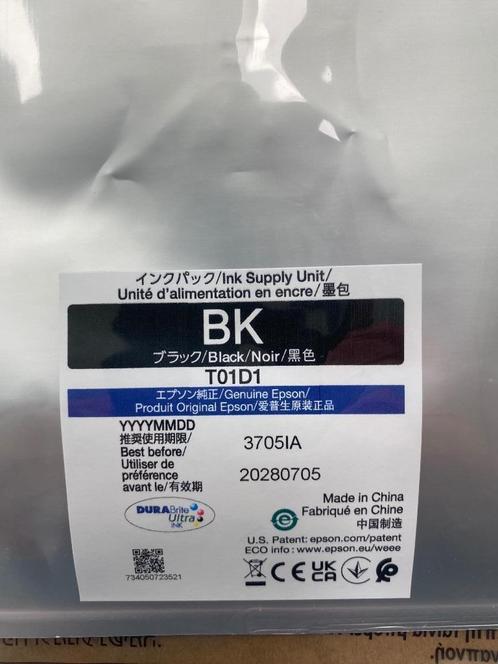 インクパック/Ink Supply Unit/
Unité d'alimentation en encre/墨包
BK
ブラック/Black/Noir/黑色
T01D1
エプソン純正/Genuine Epson/
Produit Original Epson/爱普生原装正品
YYYYMMDD
推奨使用期限/
Best before/
Utiliser de
préférence
avant le/有效期
3705IA
20280705
DURABrite
Ultra
INK
Made in China
Fabriqué en Chine
中国制造
U.S. Patent: epson.com/patent
ECO info : www.epson.eu/weee
CE UK CA
734050723521